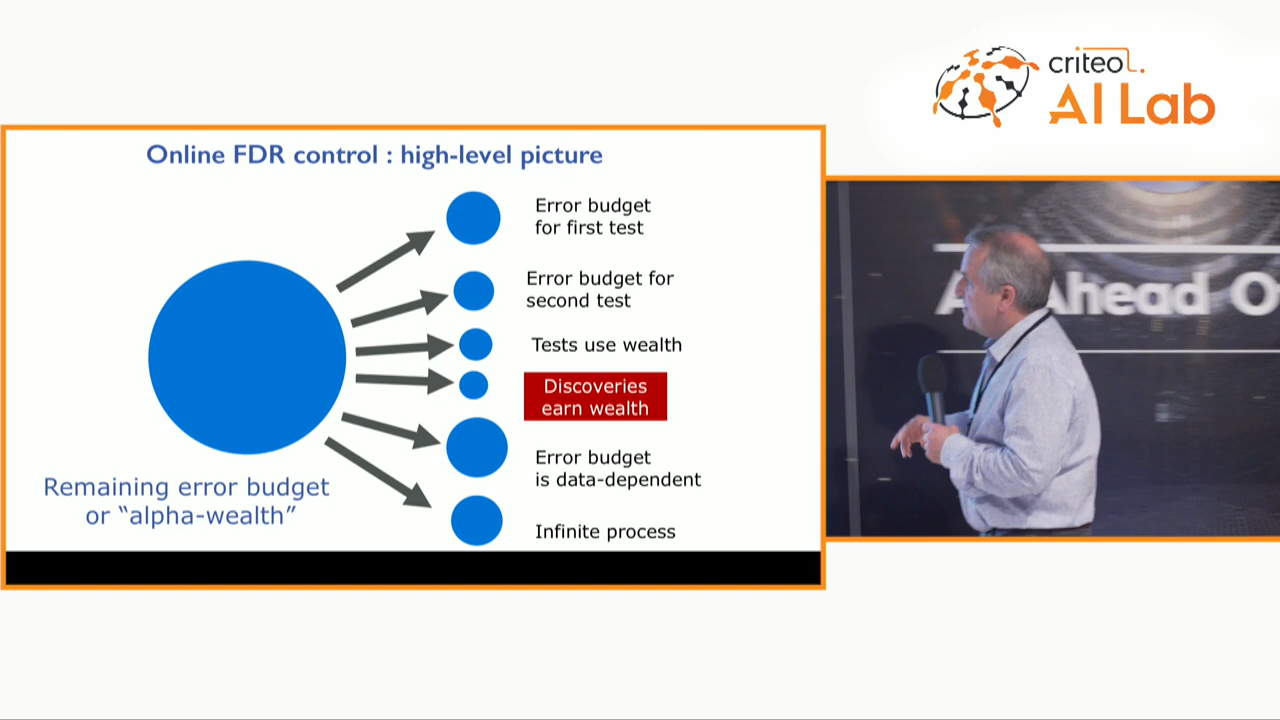 criteo
AI Lab
Online FDR control : high-level picture
Error budget
for first test
Error budget for
second test
Tests use wealth
Discoveries
earn wealth
Error budget
is data-dependent
Infinite process
Remaining error budget
or “alpha-wealth”
Ahead O